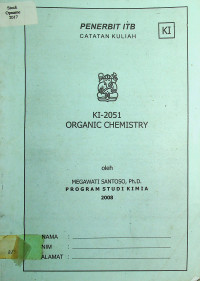 PENERBIT ITB
CATATAN KULIAH
KI
KI-2051
ORGANIC CHEMISTRY
oleh
MEGAWATI SANTOSO, Ph.D.
PROGRAM STUDI KIMIA
2008
NAMA :
NIM :
ALAMAT :